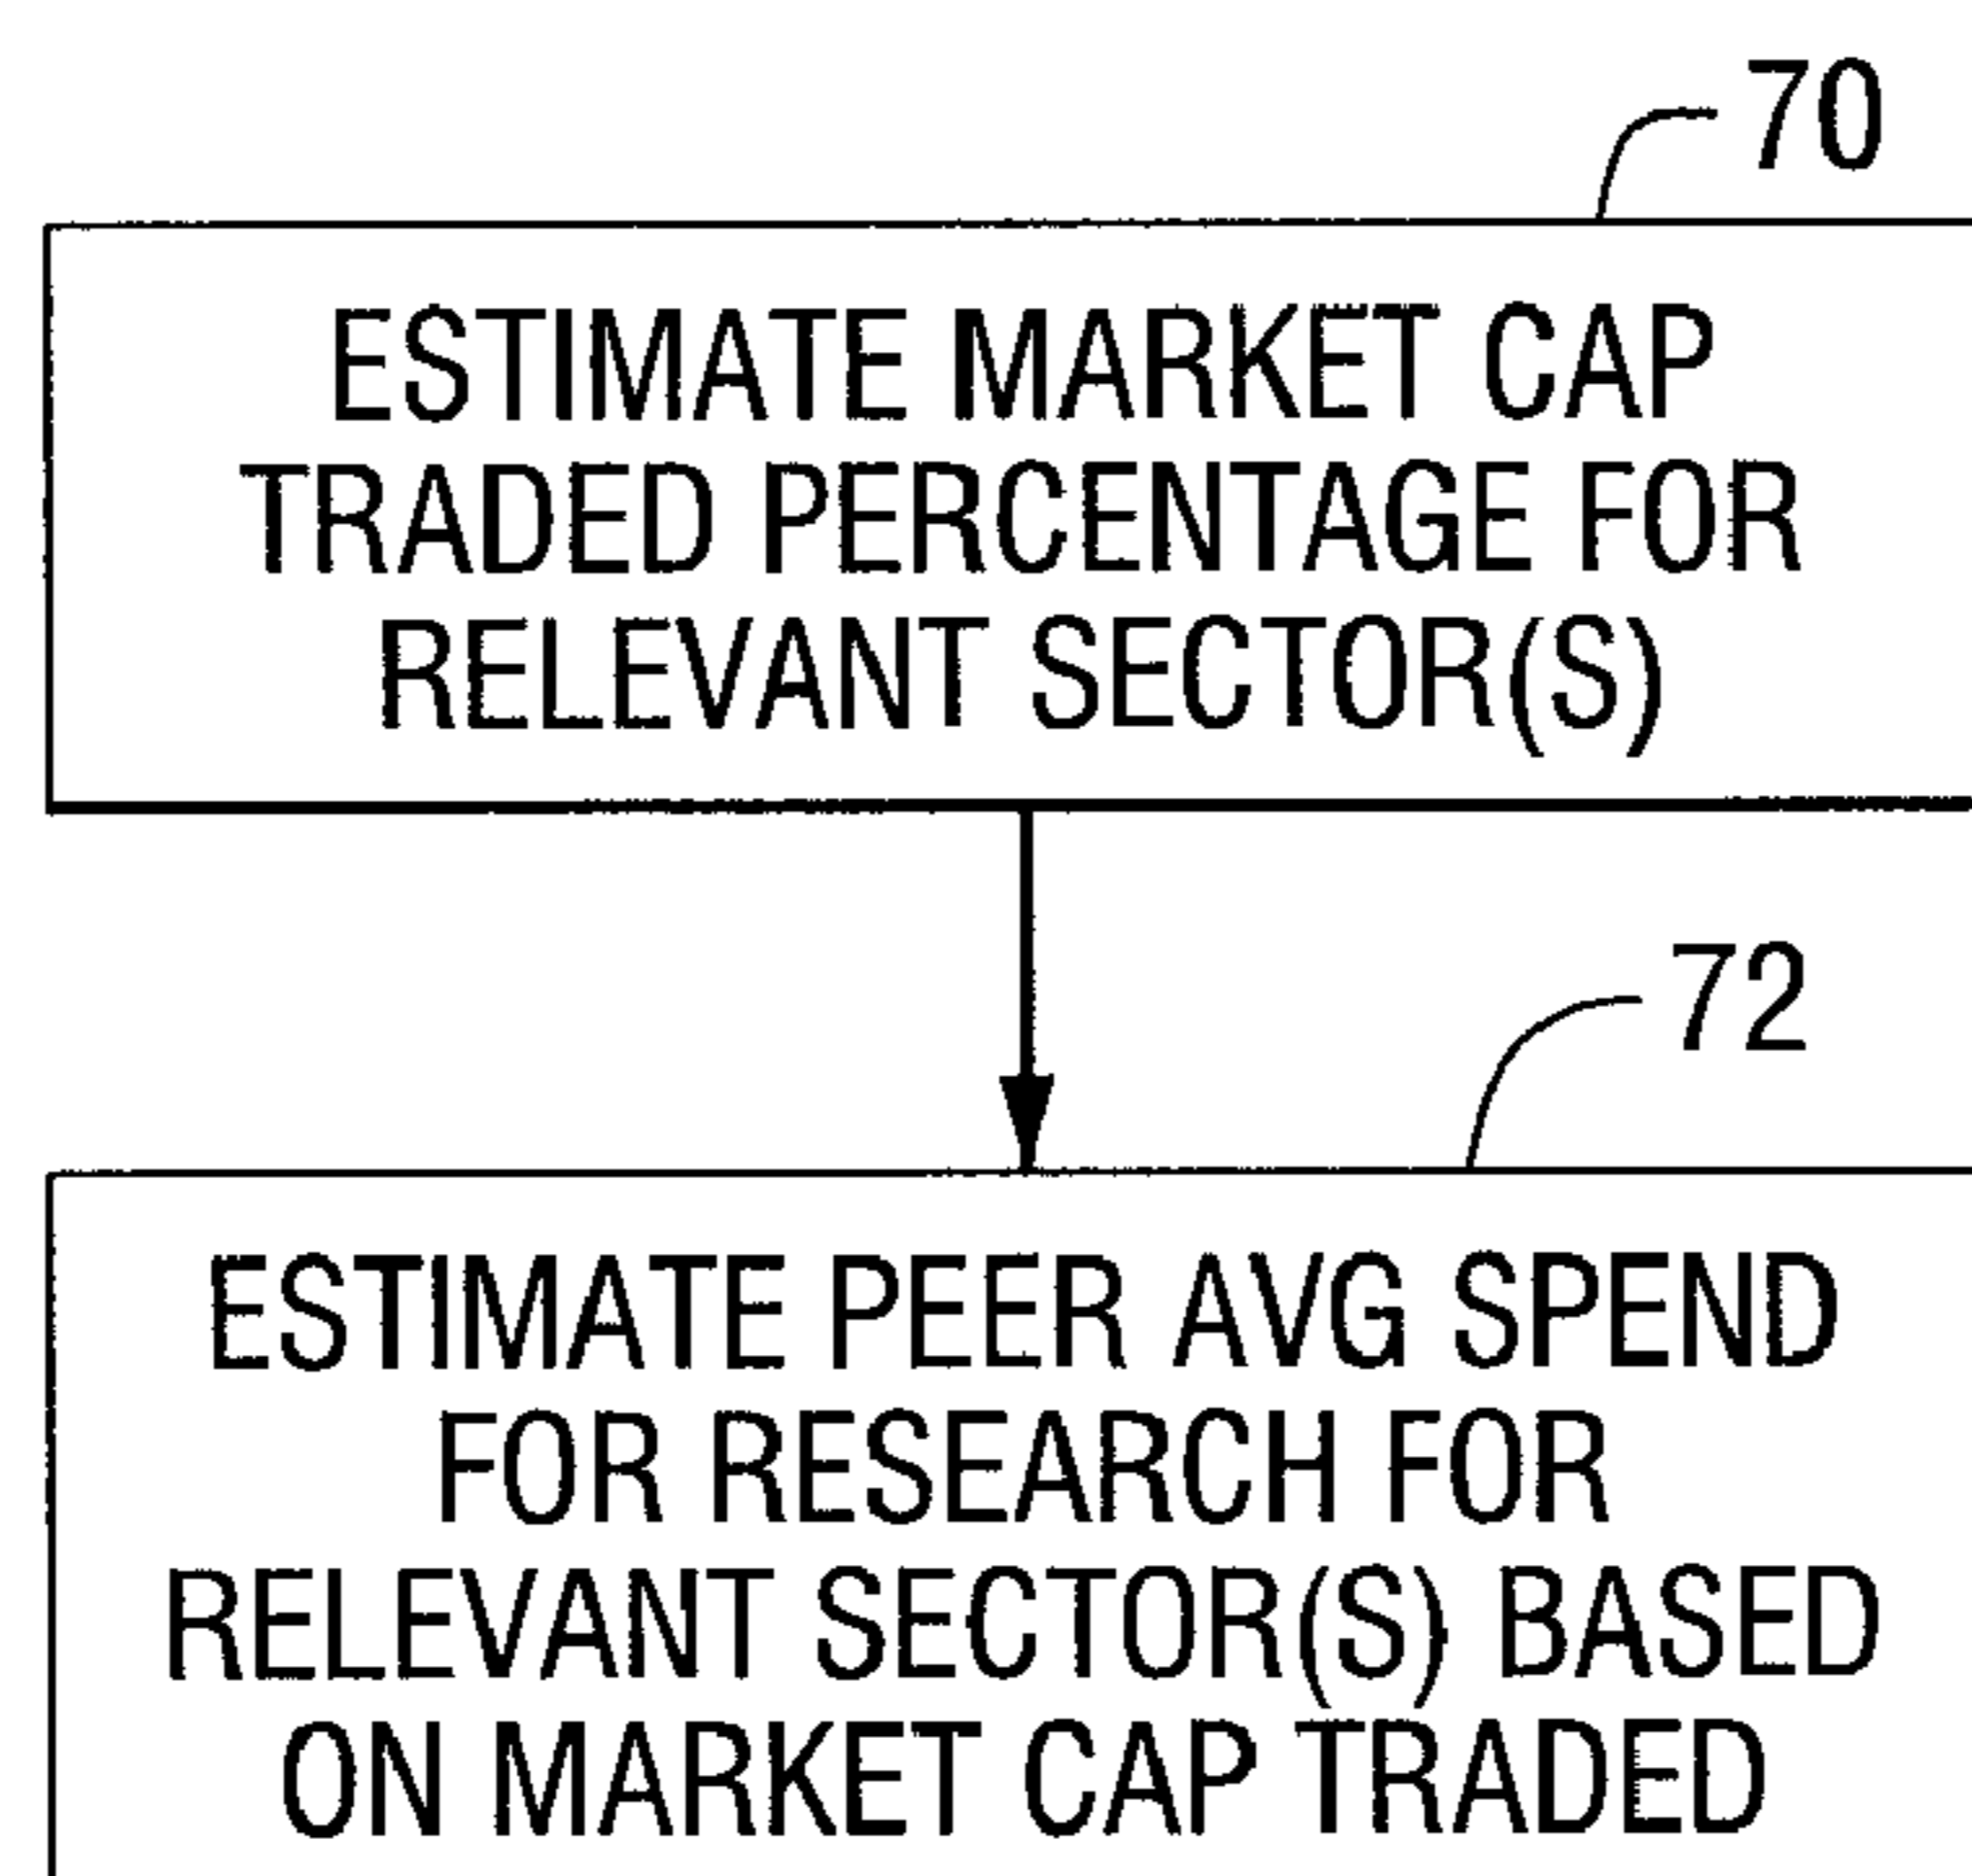 70
ESTIMATE MARKET CAP
TRADED PERCENTAGE FOR
RELEVANT SECTOR(S)
72
ESTIMATE PEER AVG SPEND
FOR RESEARCH FOR
RELEVANT SECTOR(S) BASED
ON MARKET CAP TRADED